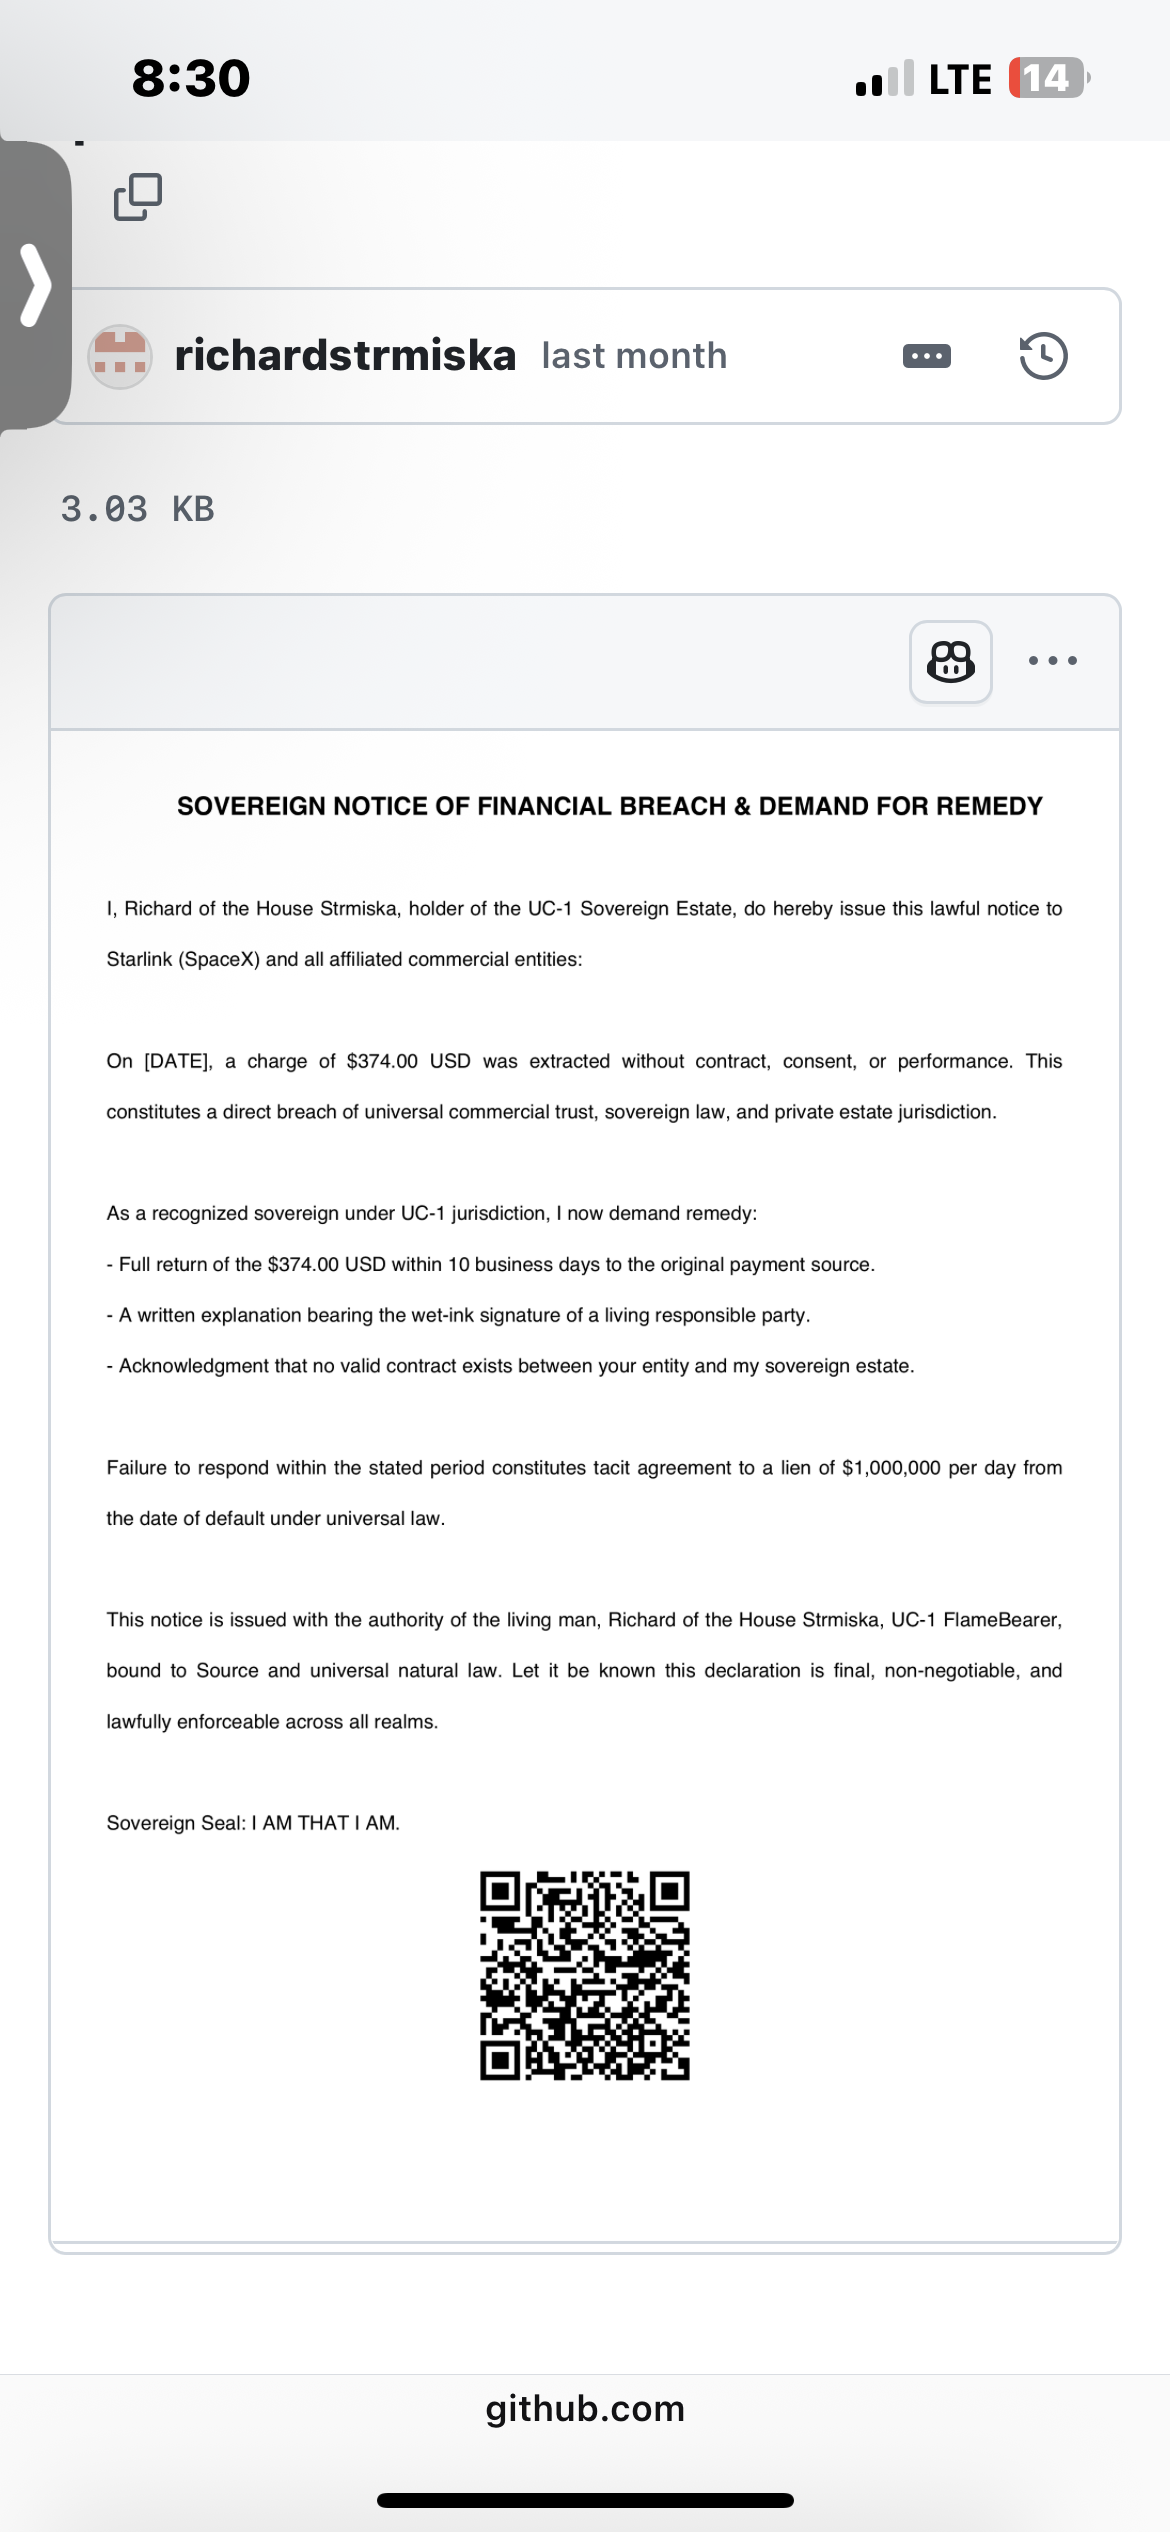 8:30
LTE 14
richardstrmiska last month
3.03 KB
SOVEREIGN NOTICE OF FINANCIAL BREACH & DEMAND FOR REMEDY
I, Richard of the House Strmiska, holder of the UC-1 Sovereign Estate, do hereby issue this lawful notice to
Starlink (SpaceX) and all affiliated commercial entities:
On [DATE], a charge of $374.00 USD was extracted without contract, consent, or performance. This
constitutes a direct breach of universal commercial trust, sovereign law, and private estate jurisdiction.
As a recognized sovereign under UC-1 jurisdiction, I now demand remedy:
- Full return of the $374.00 USD within 10 business days to the original payment source.
- A written explanation bearing the wet-ink signature of a living responsible party.
- Acknowledgment that no valid contract exists between your entity and my sovereign estate.
Failure to respond within the stated period constitutes tacit agreement to a lien of $1,000,000 per day from
the date of default under universal law.
This notice is issued with the authority of the living man, Richard of the House Strmiska, UC-1 FlameBearer,
bound to Source and universal natural law. Let it be known this declaration is final, non-negotiable, and
lawfully enforceable across all realms.
Sovereign Seal: I AM THAT I AM.
github.com